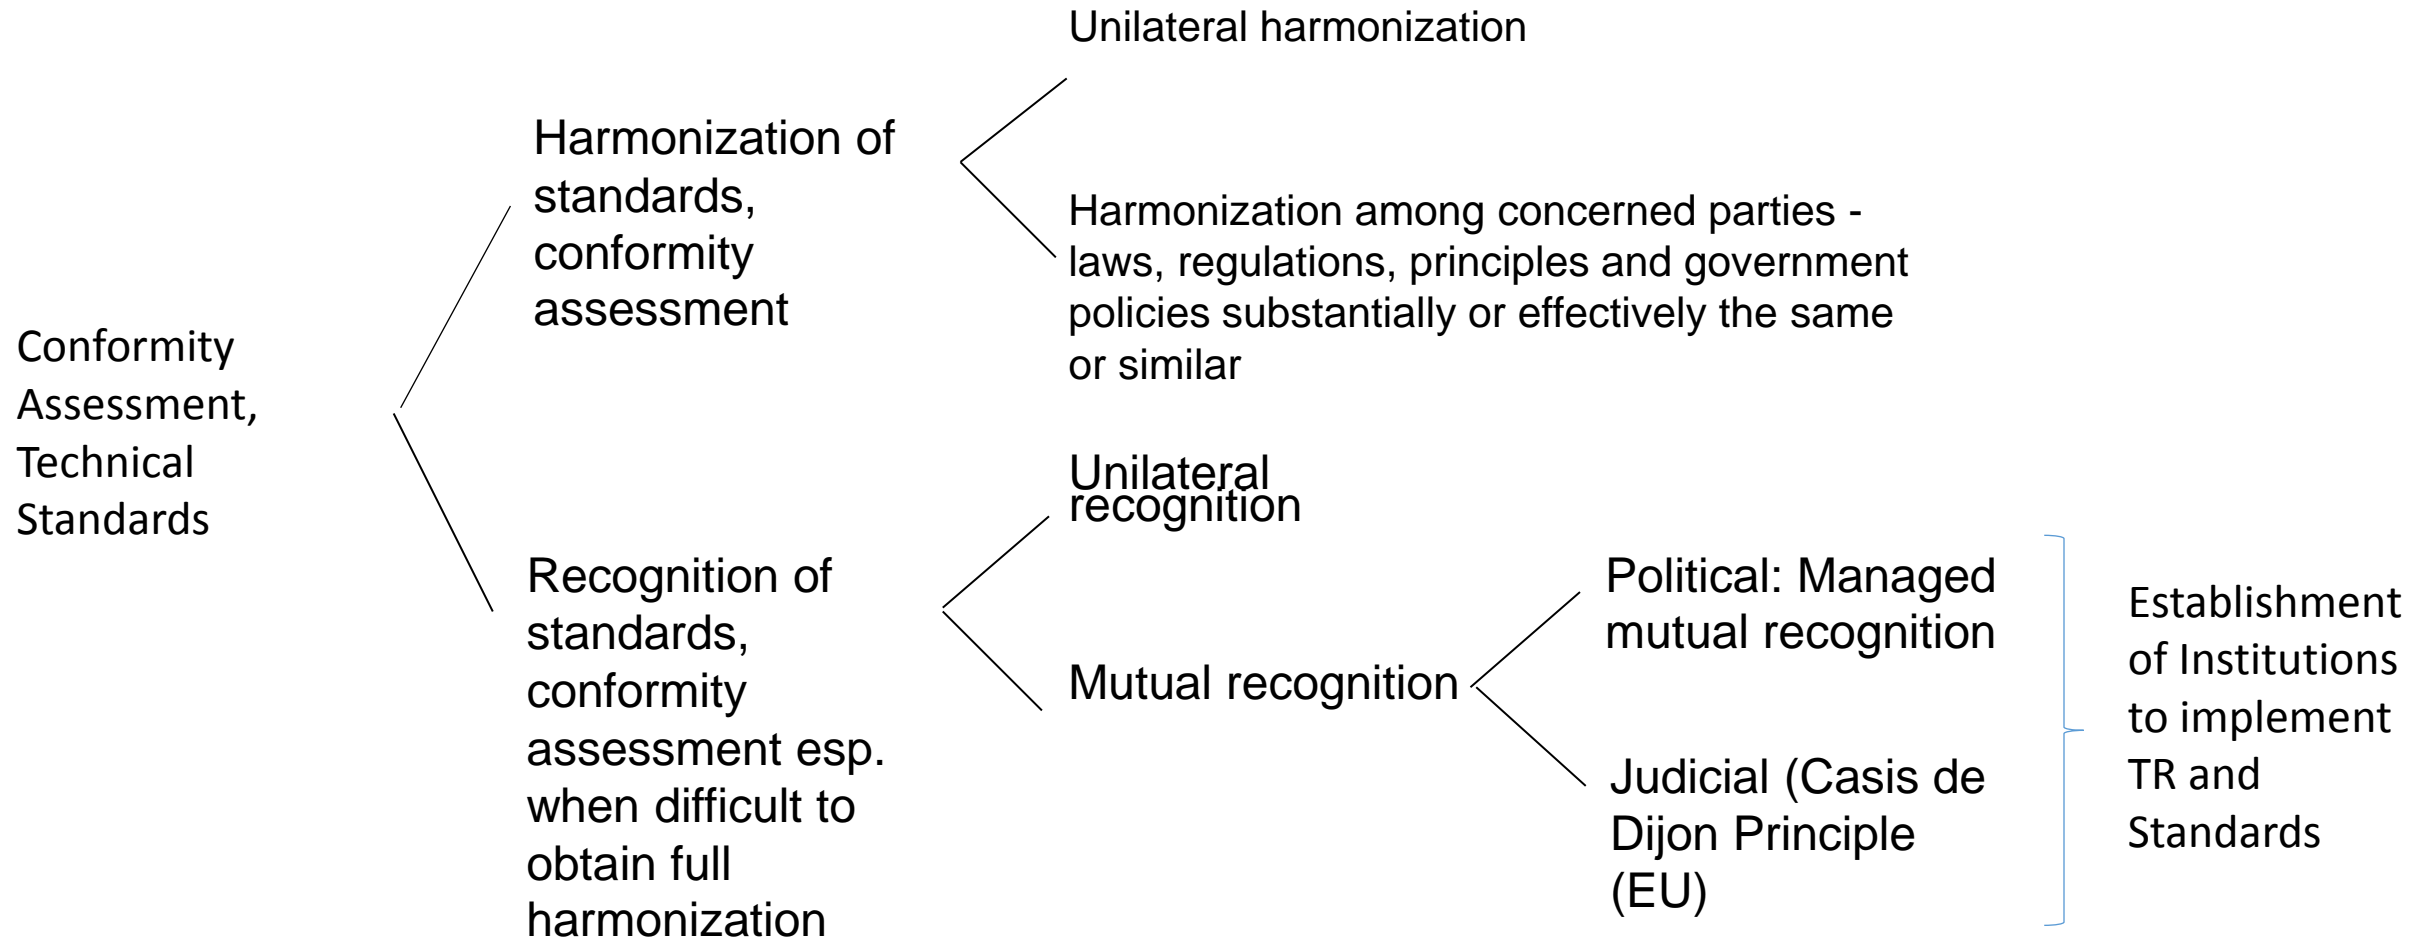 Conformity
Assessment,
Technical
Standards
Harmonization of
standards,
conformity
assessment
Unilateral harmonization
Harmonization among concerned parties -
laws, regulations, principles and government
policies substantially or effectively the same
or similar
Recognition of
standards,
conformity
assessment esp.
when difficult to
obtain full
harmonization
Unilateral
recognition
Mutual recognition
Political: Managed
mutual recognition
Judicial (Casis de
Dijon Principle
(EU)
Establishment
of Institutions
to implement
TR and
Standards